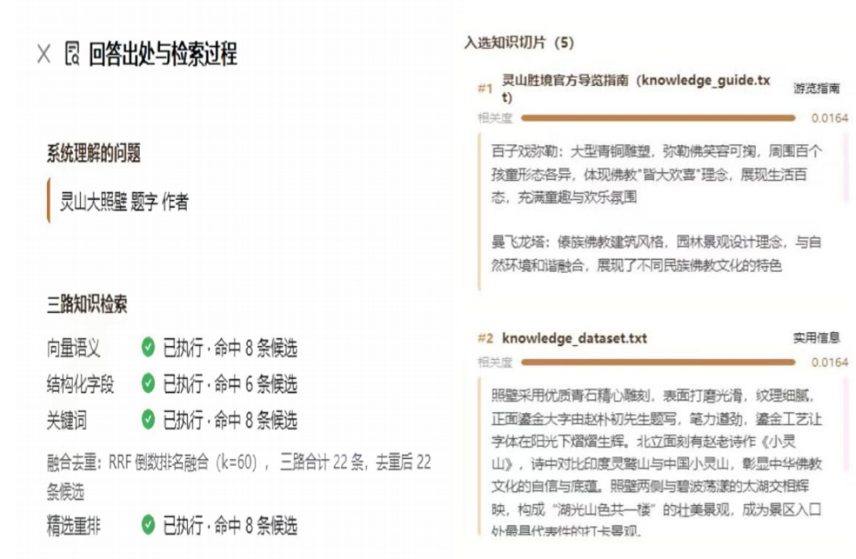 回答出处与检索过程
系统理解的问题
灵山大照壁 题字 作者
三路知识检索
向量语义 已执行·命中 8 条候选
结构化字段 已执行·命中 6 条候选
关键词 已执行·命中 8 条候选
融合去重：RRF 倒数排名融合（k=60），三路合计 22 条，去重后 22
条候选
精选重排 已执行·命中 8 条候选
入选知识切片（5）
#1 灵山胜境官方导览指南（knowledge_guide.tx
t） 游览指南
相关度 0.0164
百子戏弥勒：大型青铜雕塑，弥勒佛笑容可掬，周围百个
孩童形态各异，体现佛教“皆大欢喜”理念，展现生活百
态，充满童趣与欢乐氛围
曼飞龙塔：傣族佛教建筑风格，园林景观设计理念，与自
然环境和谐融合，展现了不同民族佛教文化的特色
#2 knowledge_dataset.txt 实用信息
相关度 0.0164
照壁采用优质青石精心雕刻，表面打磨光滑，纹理细腻，
正面鎏金大字由赵朴初先生题写，笔力遒劲，鎏金工艺让
字体在阳光下熠熠生辉。北立面刻有赵老诗作《小灵
山》，诗中对比印度灵鹫山与中国小灵山，彰显中华佛教
文化的自信与底蕴。照壁两侧与碧波荡漾的太湖交相辉
映，构成“湖光山色共一楼”的壮美景观，成为景区入口
处最具代表性的打卡景观。